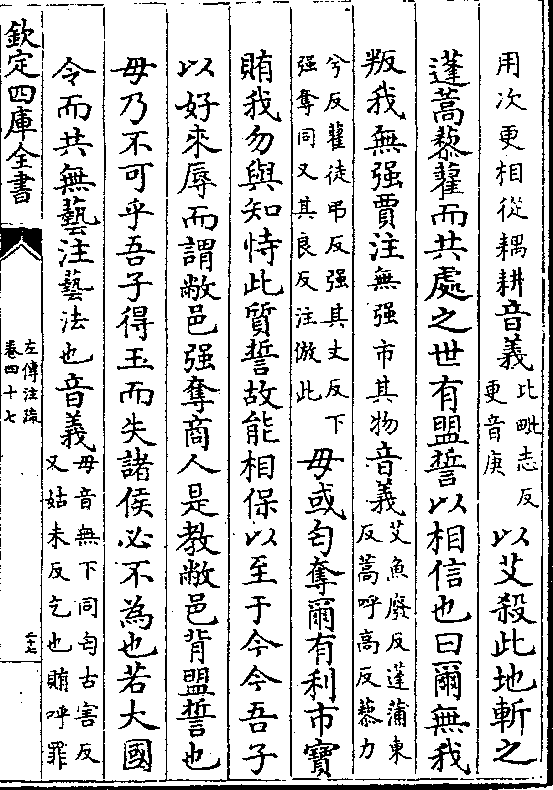 用次更相從耦耕音義比毗志反
更音庚以艾殺此地斬之
蓬蒿藜藋而共處之世有盟誓以相信也曰爾無我
叛我無强賈注無强市其物音義艾魚廢反蓬蒲東
反蒿呼高反藜力
兮反藋徒弔反强其丈反下
强奪同又其良反注倣此毋或匄奪爾有利市寶
賄我勿與知恃此質誓故能相保以至于今今吾子
以好來辱而謂敝邑强奪商人是教敝邑背盟誓也
毋乃不可乎吾子得玉而失諸侯必不為也若大國
令而共無藝注藝法也音義毋音無下同匄古害反
又姑末反乞也賄呼罪
欽定四庫全書
左傳注疏
卷四十七